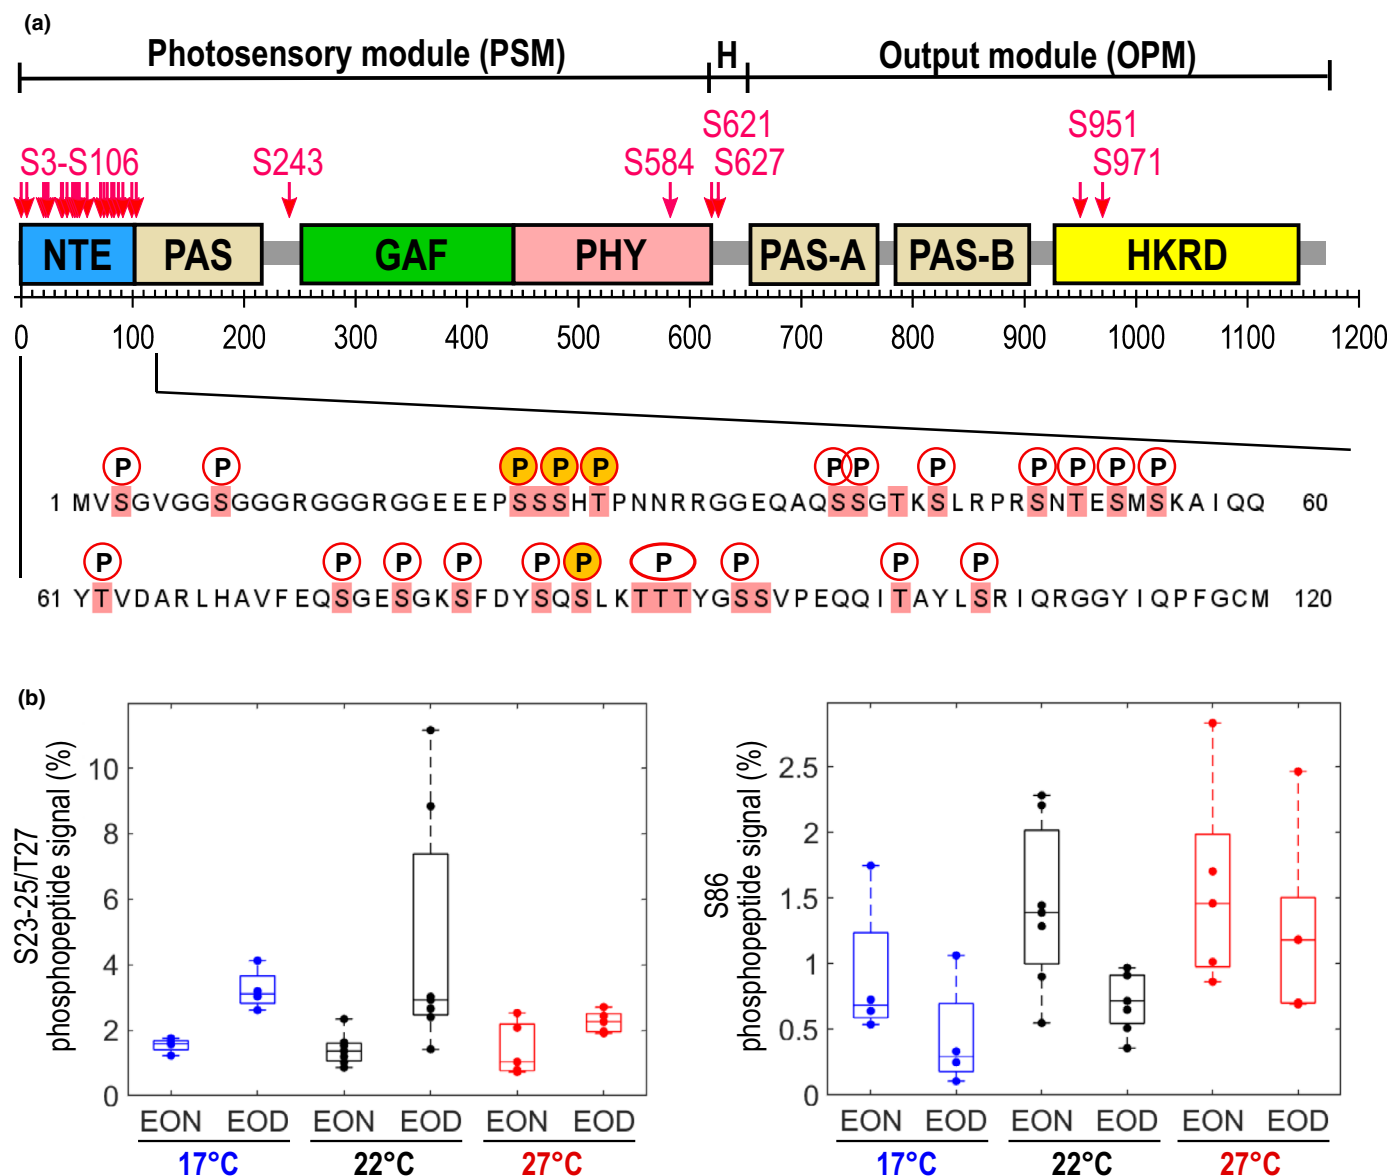 (a)
Photosensory module (PSM) H Output module (OPM)
S621 S951
S3-S106 S243 S584 S627 S971
NTE PAS GAF PHY PAS-A PAS-B HKRD
0 100 200 300 400 500 600 700 800 900 1000 1100 1200
P P P P P P P P P P P P
1 MVSGVGGSGGGRGGGRGGEEEPSSSHTPNNRRGGEQAQSSGTKSLRPRSNTESMSKAIQQ 60
P P P P P P P P P P
61 YTVDARLHAVFEQSGESGKSFDYSQSLKTTTYGSSVPEQQITAYLSRIQRGGYIQPFGCM 120
(b)
S23-25/T27
phosphopeptide signal (%)
10
8
6
4
2
0
EON EOD EON EOD EON EOD
17°C 22°C 27°C
S86
phosphopeptide signal (%)
2.5
2
1.5
1
0.5
0
EON EOD EON EOD EON EOD
17°C 22°C 27°C